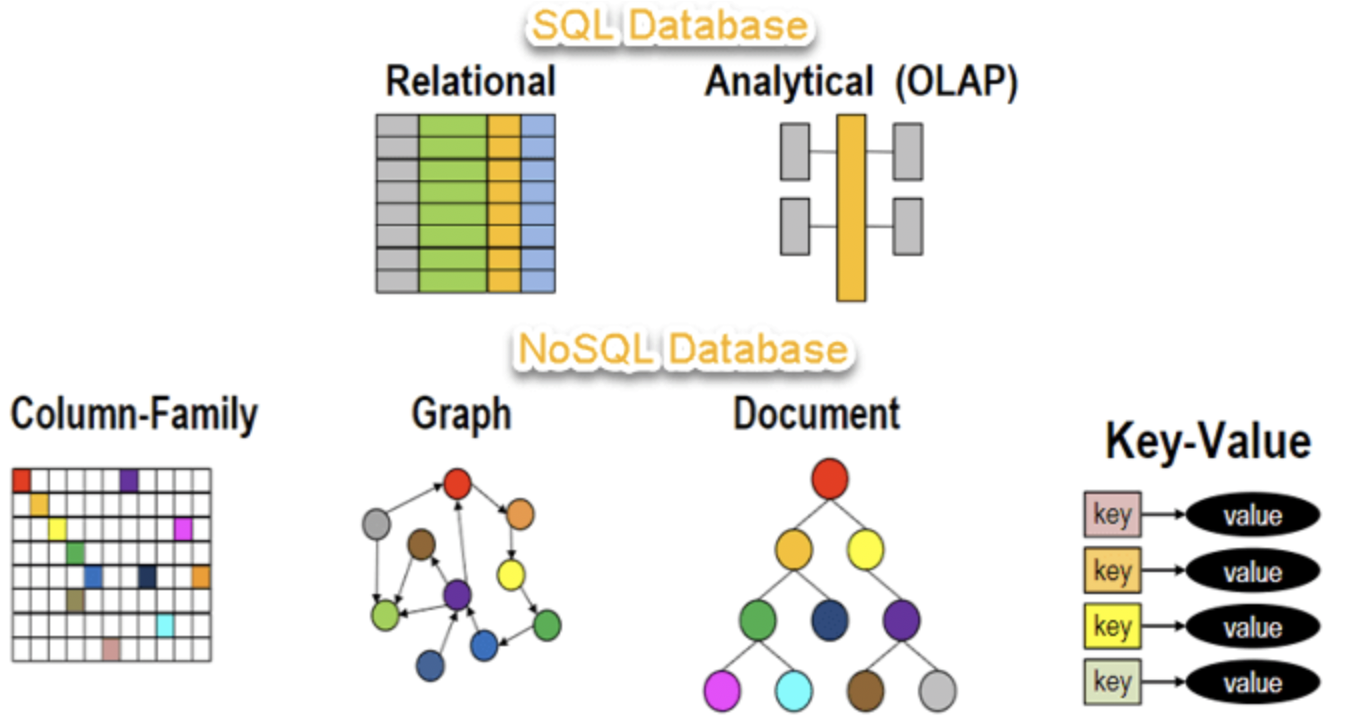 SQL Database
Relational
Analytical (OLAP)
NoSQL Database
Column-Family
Graph
Document
Key-Value
key value
key value
key value
key value